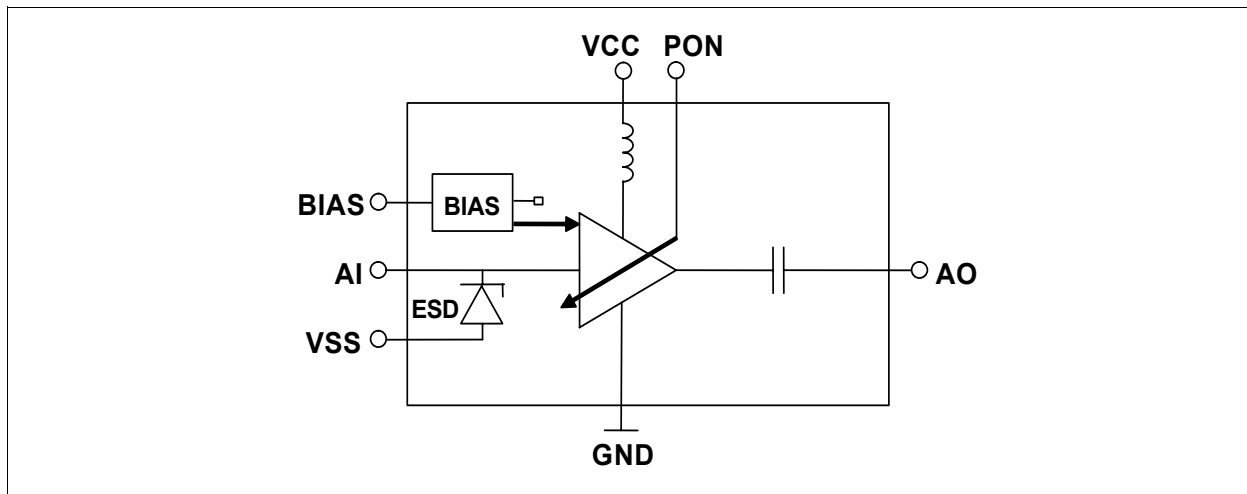 VCC PON
BIAS
BIAS
AI
ESD
AO
VSS
GND